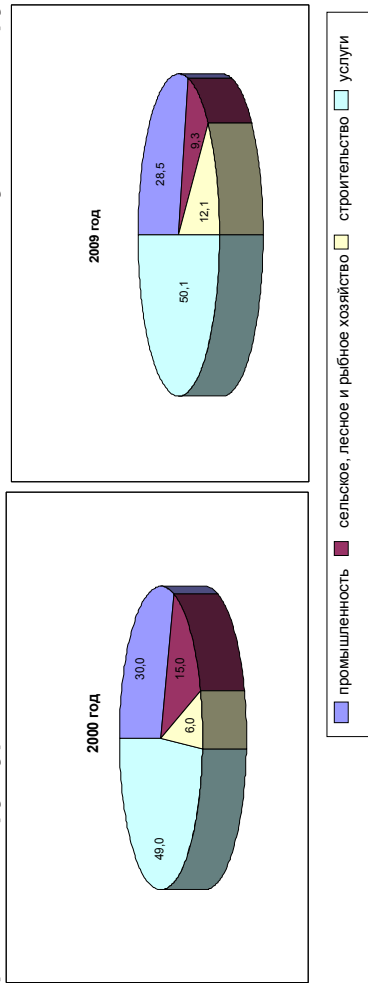 2000 год
30,0
15,0
6,0
49,0
2009 год
28,5
9,3
12,1
50,1
промышленность
сельское, лесное и рыбное хозяйство
строительство
услуги